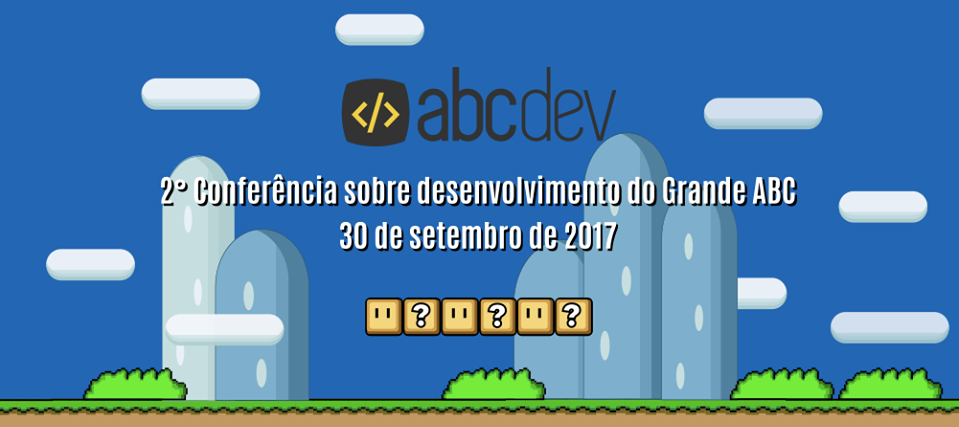 </> abcdev
2° Conferência sobre desenvolvimento do Grande ABC
30 de setembro de 2017
? ? ?